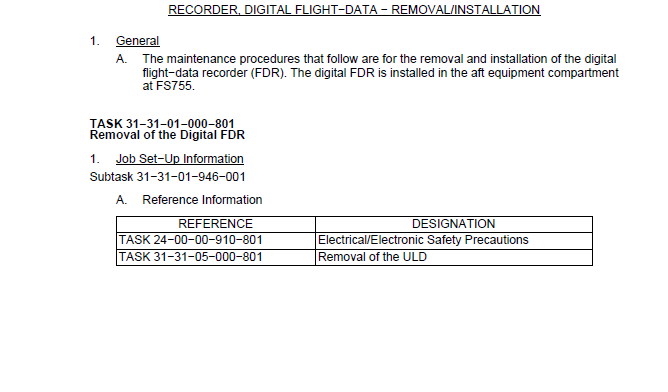 RECORDER, DIGITAL FLIGHT−DATA − REMOVAL/INSTALLATION
1. General
A. The maintenance procedures that follow are for the removal and installation of the digital
flight−data recorder (FDR). The digital FDR is installed in the aft equipment compartment
at FS755.
TASK 31−31−01−000−801
Removal of the Digital FDR
1. Job Set−Up Information
Subtask 31−31−01−946−001
A. Reference Information
REFERENCE DESIGNATION
TASK 24−00−00−910−801 Electrical/Electronic Safety Precautions
TASK 31−31−05−000−801 Removal of the ULD